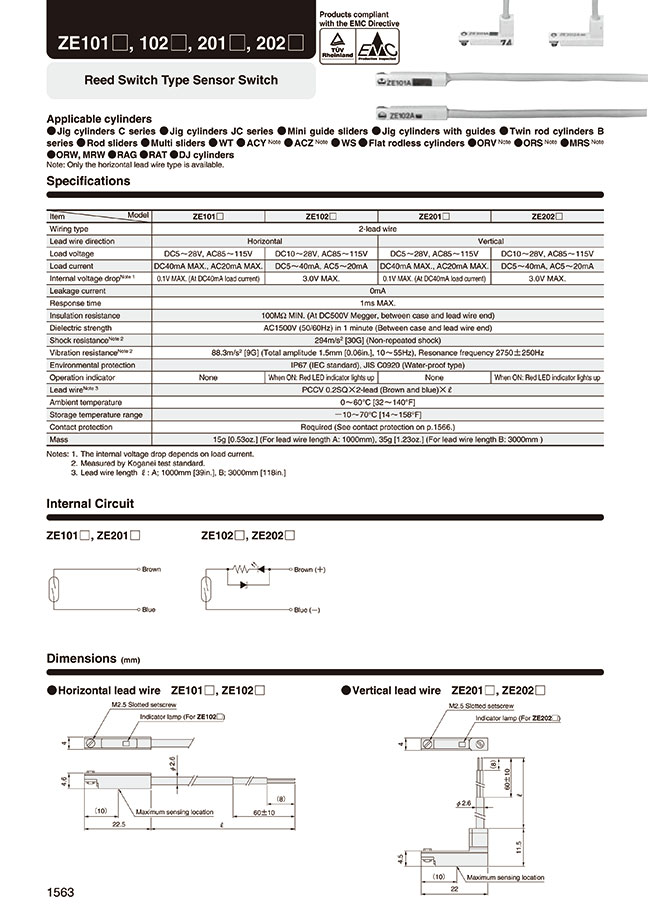 ZE101□, 102□, 201□, 202□
Products compliant
with the EMC Directive
TÜV
Rheinland
EMC
Reed Switch Type Sensor Switch
ZE101A
ZE102A
Applicable cylinders
●Jig cylinders C series ●Jig cylinders JC series ●Mini guide sliders ●Jig cylinders with guides ●Twin rod cylinders B
series ●Rod sliders ●Multi sliders ●WT ●ACY Note ●ACZ Note ●WS ●Flat rodless cylinders ●ORV Note ●ORS Note ●MRS Note
●ORW, MRW ●RAG ●RAT ●DJ cylinders
Note: Only the horizontal lead wire type is available.
Specifications
Item Model ZE101□ ZE102□ ZE201□ ZE202□
Wiring type 2-lead wire
Lead wire direction Horizontal Vertical
Load voltage DC5～28V, AC85～115V DC10～28V, AC85～115V DC5～28V, AC85～115V DC10～28V, AC85～115V
Load current DC40mA MAX., AC20mA MAX. DC5～40mA, AC5～20mA DC40mA MAX., AC20mA MAX. DC5～40mA, AC5～20mA
Internal voltage drop Note 1 0.1V MAX. (At DC40mA load current) 3.0V MAX. 0.1V MAX. (At DC40mA load current) 3.0V MAX.
Leakage current 0mA
Response time 1ms MAX.
Insulation resistance 100MΩ MIN. (At DC500V Megger, between case and lead wire end)
Dielectric strength AC1500V (50/60Hz) in 1 minute (Between case and lead wire end)
Shock resistance Note 2 294m/s² [30G] (Non-repeated shock)
Vibration resistance Note 2 88.3m/s² [9G] (Total amplitude 1.5mm [0.06in.], 10～55Hz), Resonance frequency 2750±250Hz
Environmental protection IP67 (IEC standard), JIS C0920 (Water-proof type)
Operation indicator None When ON: Red LED indicator lights up None When ON: Red LED indicator lights up
Lead wire Note 3 PCCV 0.2SQ×2-lead (Brown and blue)×ℓ
Ambient temperature 0～60°C [32～140°F]
Storage temperature range －10～70°C [14～158°F]
Contact protection Required (See contact protection on p.1566.)
Mass 15g [0.53oz.] (For lead wire length A: 1000mm), 35g [1.23oz.] (For lead wire length B: 3000mm )
Notes: 1. The internal voltage drop depends on load current.
2. Measured by Koganei test standard.
3. Lead wire length ℓ : A; 1000mm [39in.], B; 3000mm [118in.]
Internal Circuit
ZE101□, ZE201□ ZE102□, ZE202□
Brown Brown (+)
Blue Blue (−)
Dimensions (mm)
●Horizontal lead wire ZE101□, ZE102□ ●Vertical lead wire ZE201□, ZE202□
M2.5 Slotted setscrew
Indicator lamp (For ZE102□)
4
φ2.6
4.6
(8)
(10) Maximum sensing location 60±10
22.5 ℓ
M2.5 Slotted setscrew
Indicator lamp (For ZE202□)
4
(8)
60±10
ℓ
φ2.6
11.5
4.5
(10) Maximum sensing location
22
1563